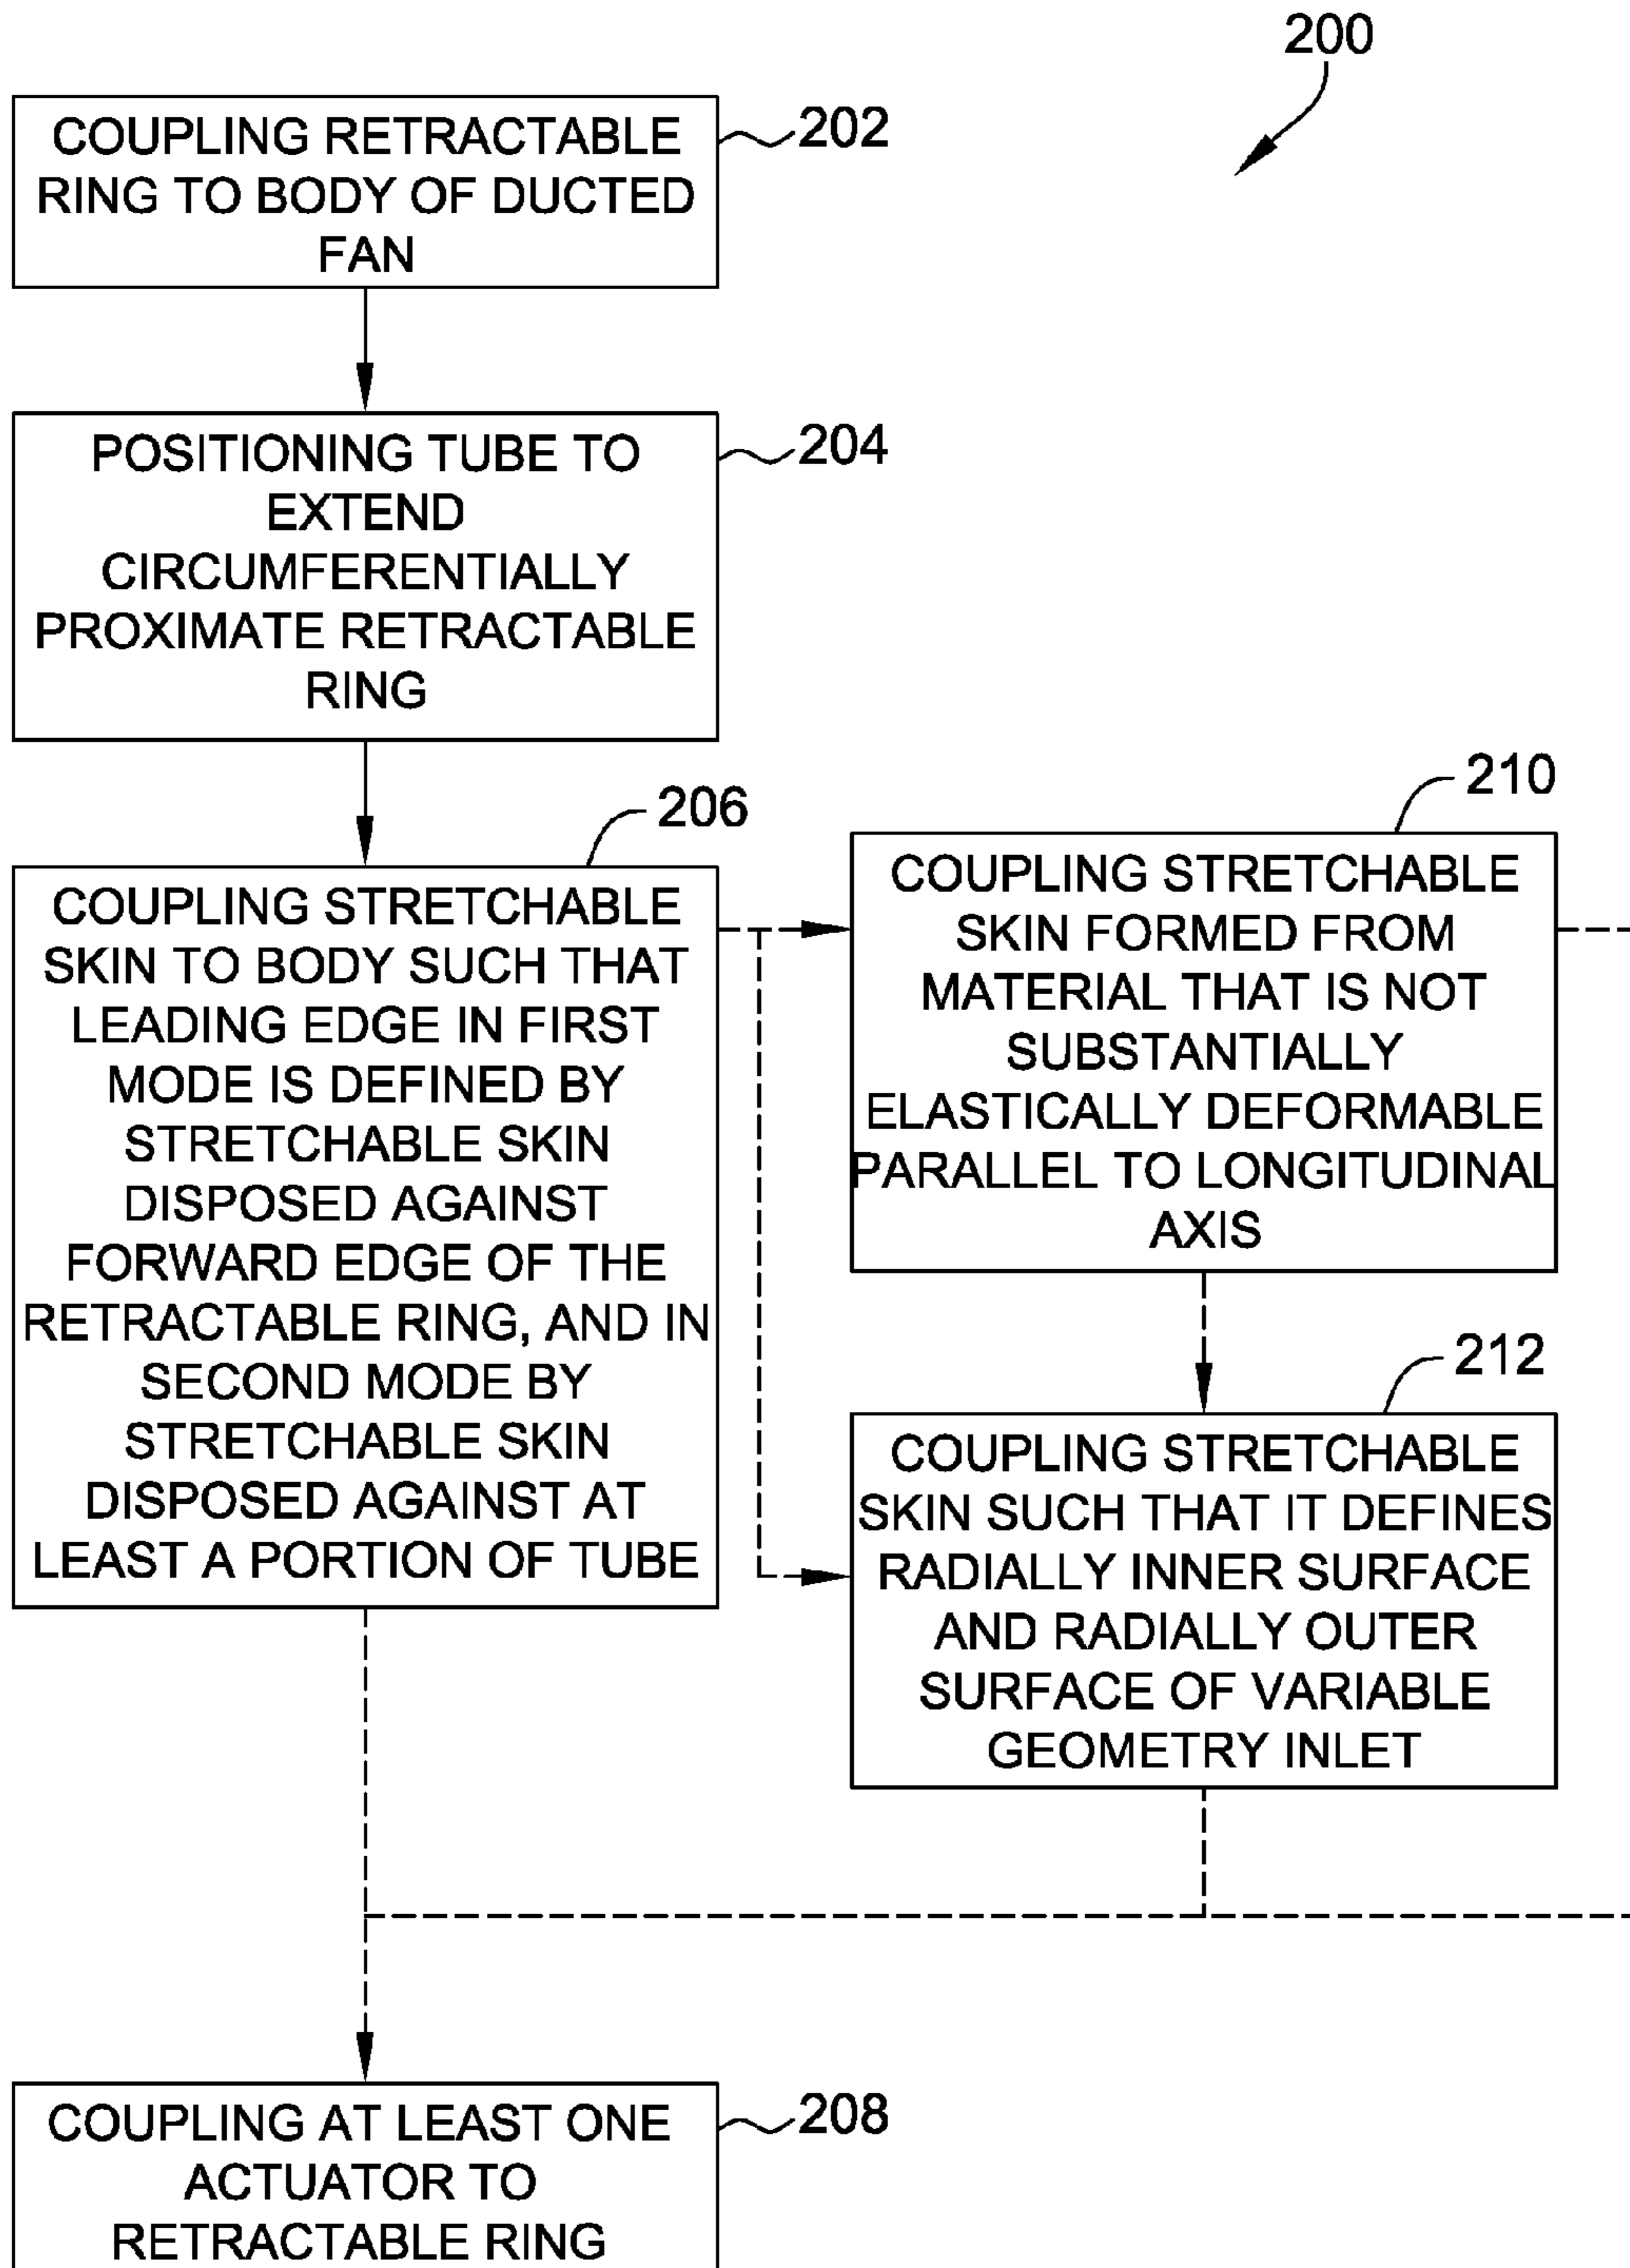 200
202
COUPLING RETRACTABLE
RING TO BODY OF DUCTED
FAN
204
POSITIONING TUBE TO
EXTEND
CIRCUMFERENTIALLY
PROXIMATE RETRACTABLE
RING
206
COUPLING STRETCHABLE
SKIN TO BODY SUCH THAT
LEADING EDGE IN FIRST
MODE IS DEFINED BY
STRETCHABLE SKIN
DISPOSED AGAINST
FORWARD EDGE OF THE
RETRACTABLE RING, AND IN
SECOND MODE BY
STRETCHABLE SKIN
DISPOSED AGAINST AT
LEAST A PORTION OF TUBE
210
COUPLING STRETCHABLE
SKIN FORMED FROM
MATERIAL THAT IS NOT
SUBSTANTIALLY
ELASTICALLY DEFORMABLE
PARALLEL TO LONGITUDINAL
AXIS
212
COUPLING STRETCHABLE
SKIN SUCH THAT IT DEFINES
RADIALLY INNER SURFACE
AND RADIALLY OUTER
SURFACE OF VARIABLE
GEOMETRY INLET
208
COUPLING AT LEAST ONE
ACTUATOR TO
RETRACTABLE RING